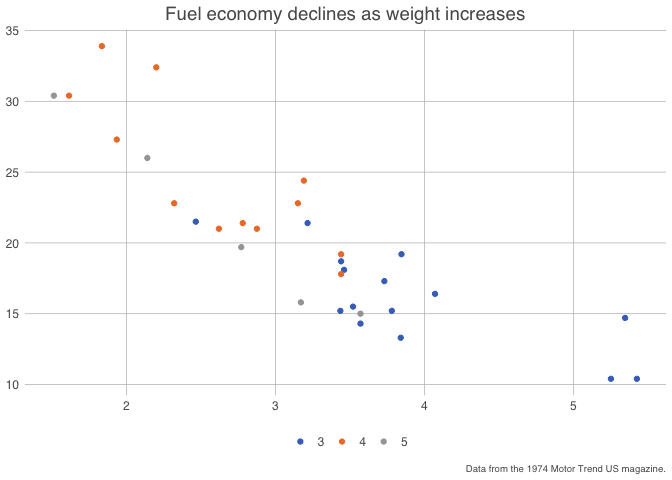 Fuel economy declines as weight increases
35
30
25
20
15
10
2 3 4 5
3 4 5
Data from the 1974 Motor Trend US magazine.